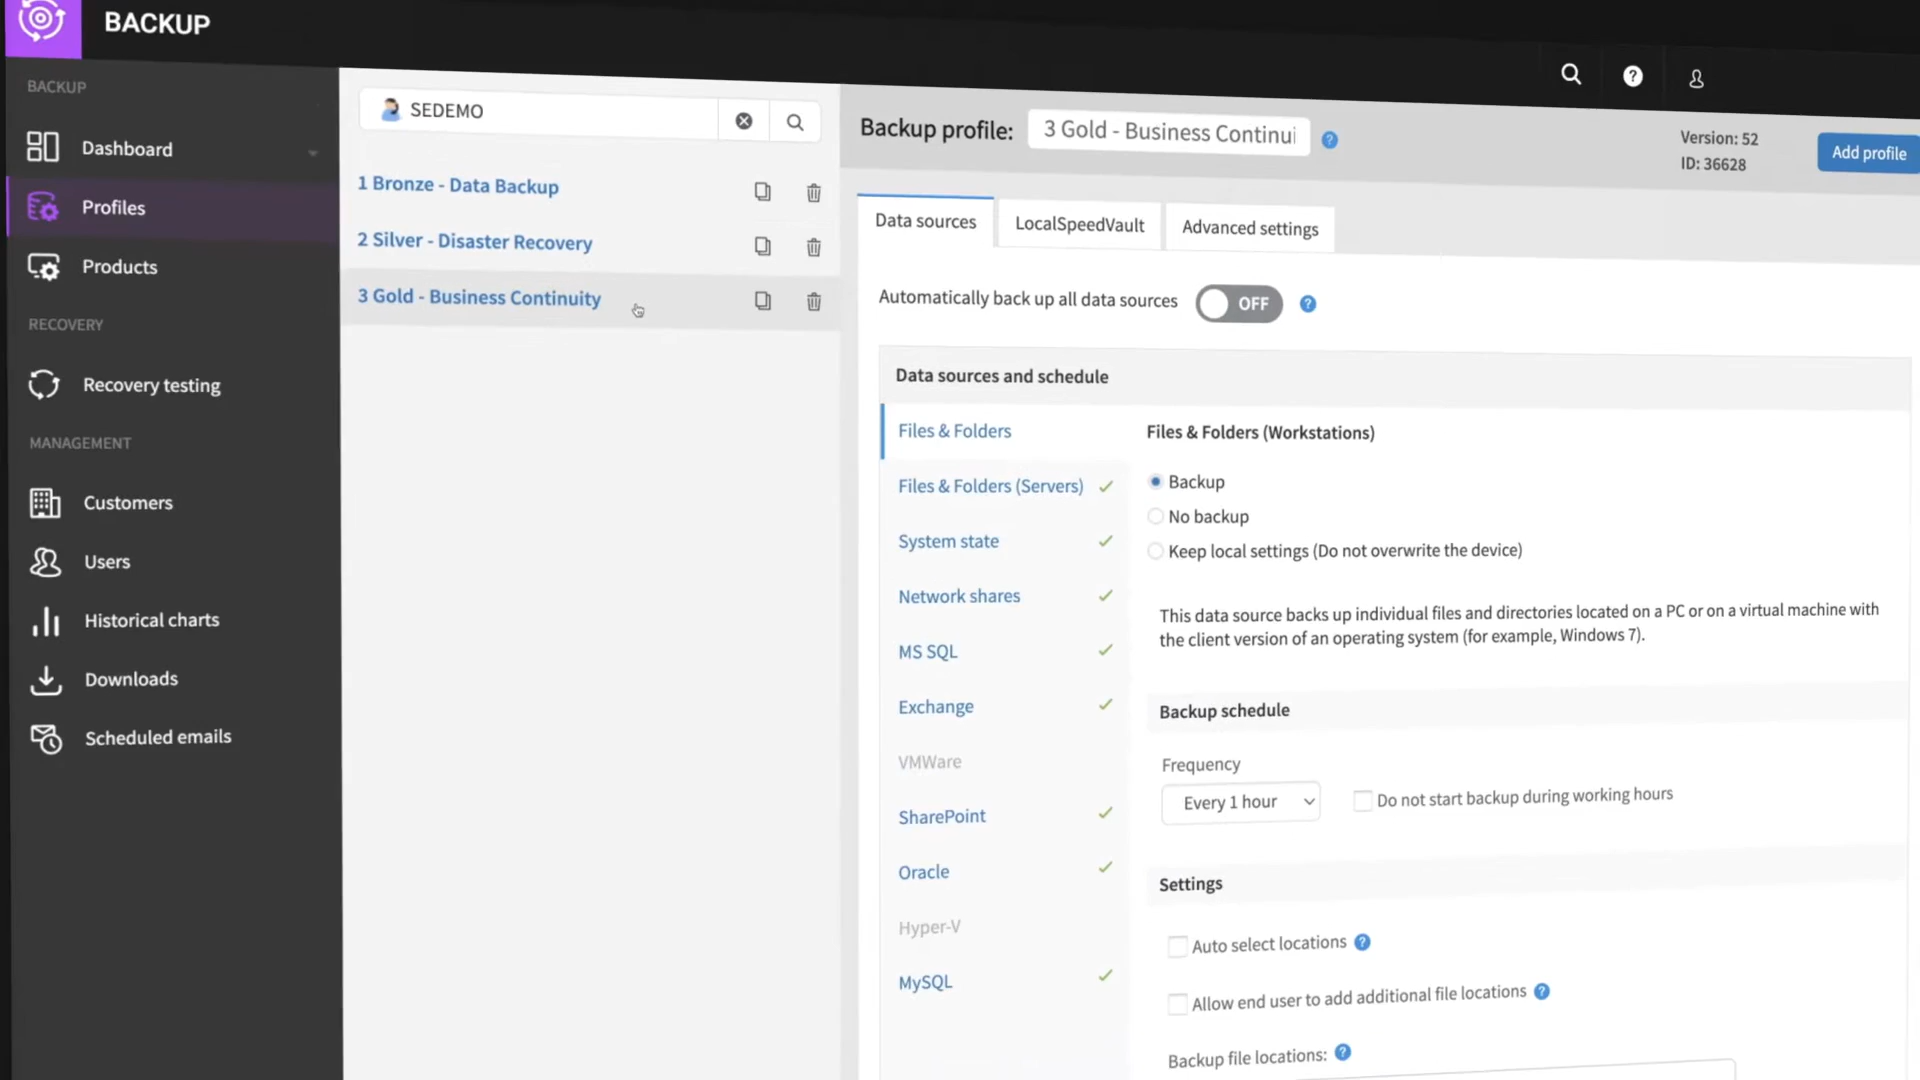 BACKUP
BACKUP
Dashboard
Profiles
Products
RECOVERY
Recovery testing
MANAGEMENT
Customers
Users
Historical charts
Downloads
Scheduled emails
SEDEMO
1 Bronze - Data Backup
2 Silver - Disaster Recovery
3 Gold - Business Continuity
Backup profile:
3 Gold - Business Continui
?
?
Version: 52
ID: 36628
Add profile
Data sources
LocalSpeedVault
Advanced settings
Automatically back up all data sources
OFF
?
Data sources and schedule
Files & Folders
Files & Folders (Servers)
System state
Network shares
MS SQL
Exchange
VMWare
SharePoint
Oracle
Hyper-V
MySQL
Files & Folders (Workstations)
Backup
No backup
Keep local settings (Do not overwrite the device)
This data source backs up individual files and directories located on a PC or on a virtual machine with
the client version of an operating system (for example, Windows 7).
Backup schedule
Frequency
Every 1 hour
Do not start backup during working hours
Settings
Auto select locations ?
Allow end user to add additional file locations ?
Backup file locations: ?